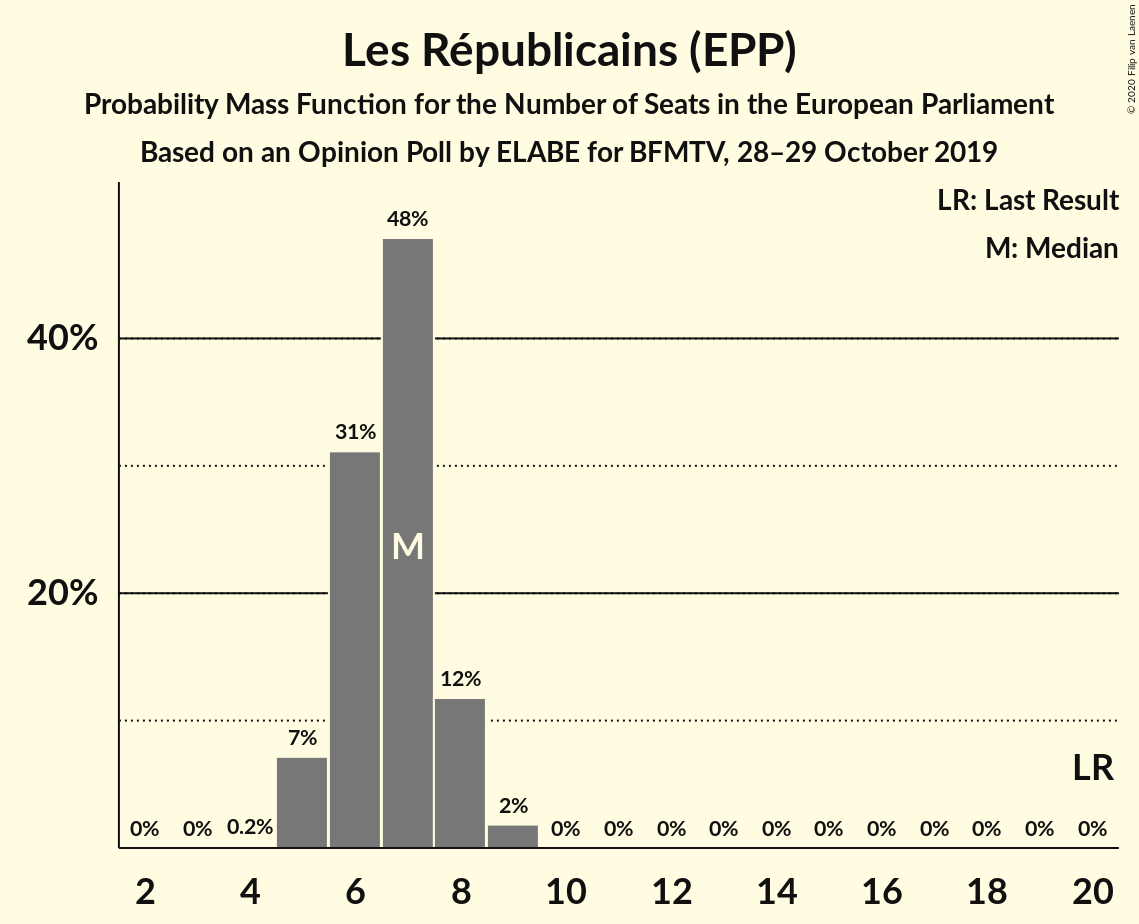 Les Républicains (EPP)
Probability Mass Function for the Number of Seats in the European Parliament
Based on an Opinion Poll by ELABE for BFMTV, 28–29 October 2019
© 2020 Filip van Laenen
LR: Last Result
M: Median
48%
40%
31%
M
20%
12%
7%
LR
2%
0% 0% 0.2% 0% 0% 0% 0% 0% 0% 0% 0% 0% 0% 0%
2 4 6 8 10 12 14 16 18 20